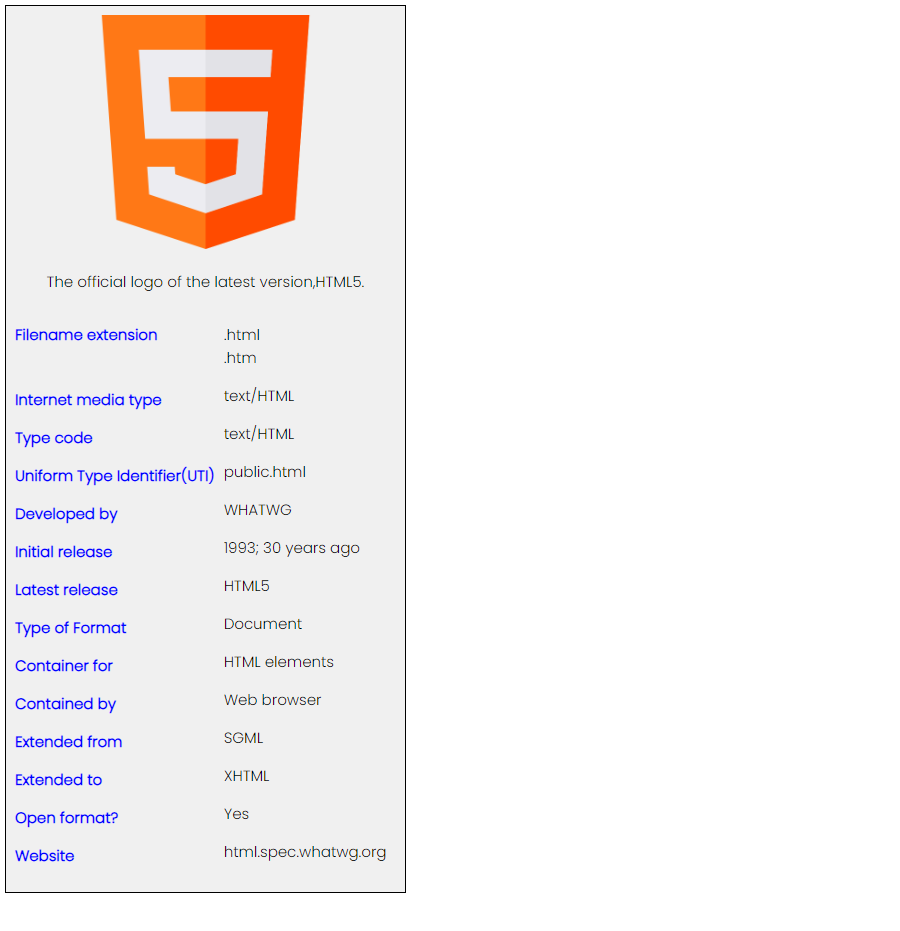 5
The official logo of the latest version,HTML5.
Filename extension .html
.htm
Internet media type text/HTML
Type code text/HTML
Uniform Type Identifier(UTI) public.html
Developed by WHATWG
Initial release 1993; 30 years ago
Latest release HTML5
Type of Format Document
Container for HTML elements
Contained by Web browser
Extended from SGML
Extended to XHTML
Open format? Yes
Website html.spec.whatwg.org